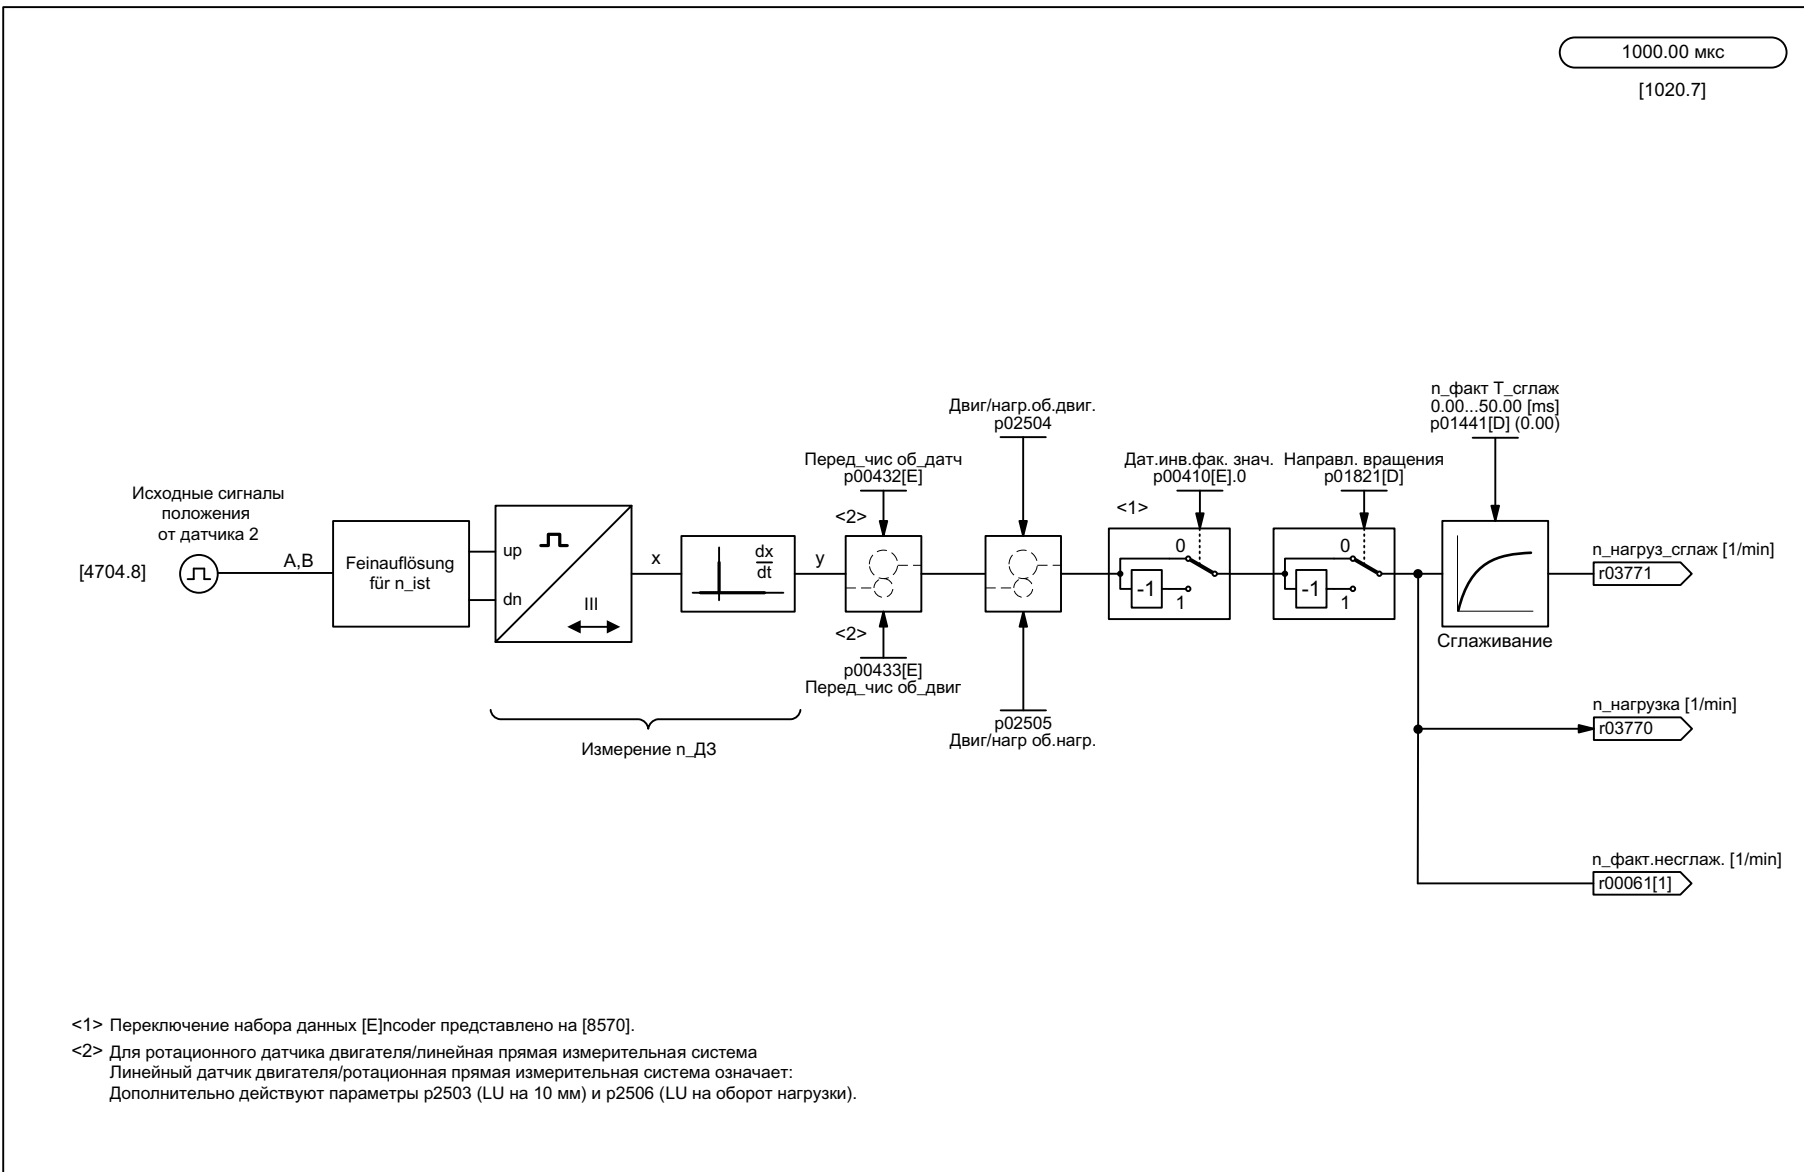 1000.00 мкс
[1020.7]
n_факт T_сглаж
0.00...50.00 [ms]
p01441[D] (0.00)
Двиг/нагр.об.двиг.
p02504
Перед_чис об_датч
p00432[E]
Дат.инв.фак. знач.
p00410[E].0
Направл. вращения
p01821[D]
Исходные сигналы
положения
от датчика 2
[4704.8]
A,B
Feinauflösung
für n_ist
up
dn
III
x
dx
dt
y
<2>
<2>
p00433[E]
Перед_чис об_двиг
p02505
Двиг/нагр об.нагр.
<1>
0
-1
1
0
-1
1
Сглаживание
n_нагруз_сглаж [1/min]
r03771
n_нагрузка [1/min]
r03770
n_факт.несглаж. [1/min]
r00061[1]
Измерение n_ДЗ
<1> Переключение набора данных [E]ncoder представлено на [8570].
<2> Для ротационного датчика двигателя/линейная прямая измерительная система
Линейный датчик двигателя/ротационная прямая измерительная система означает:
Дополнительно действуют параметры p2503 (LU на 10 мм) и p2506 (LU на оборот нагрузки).